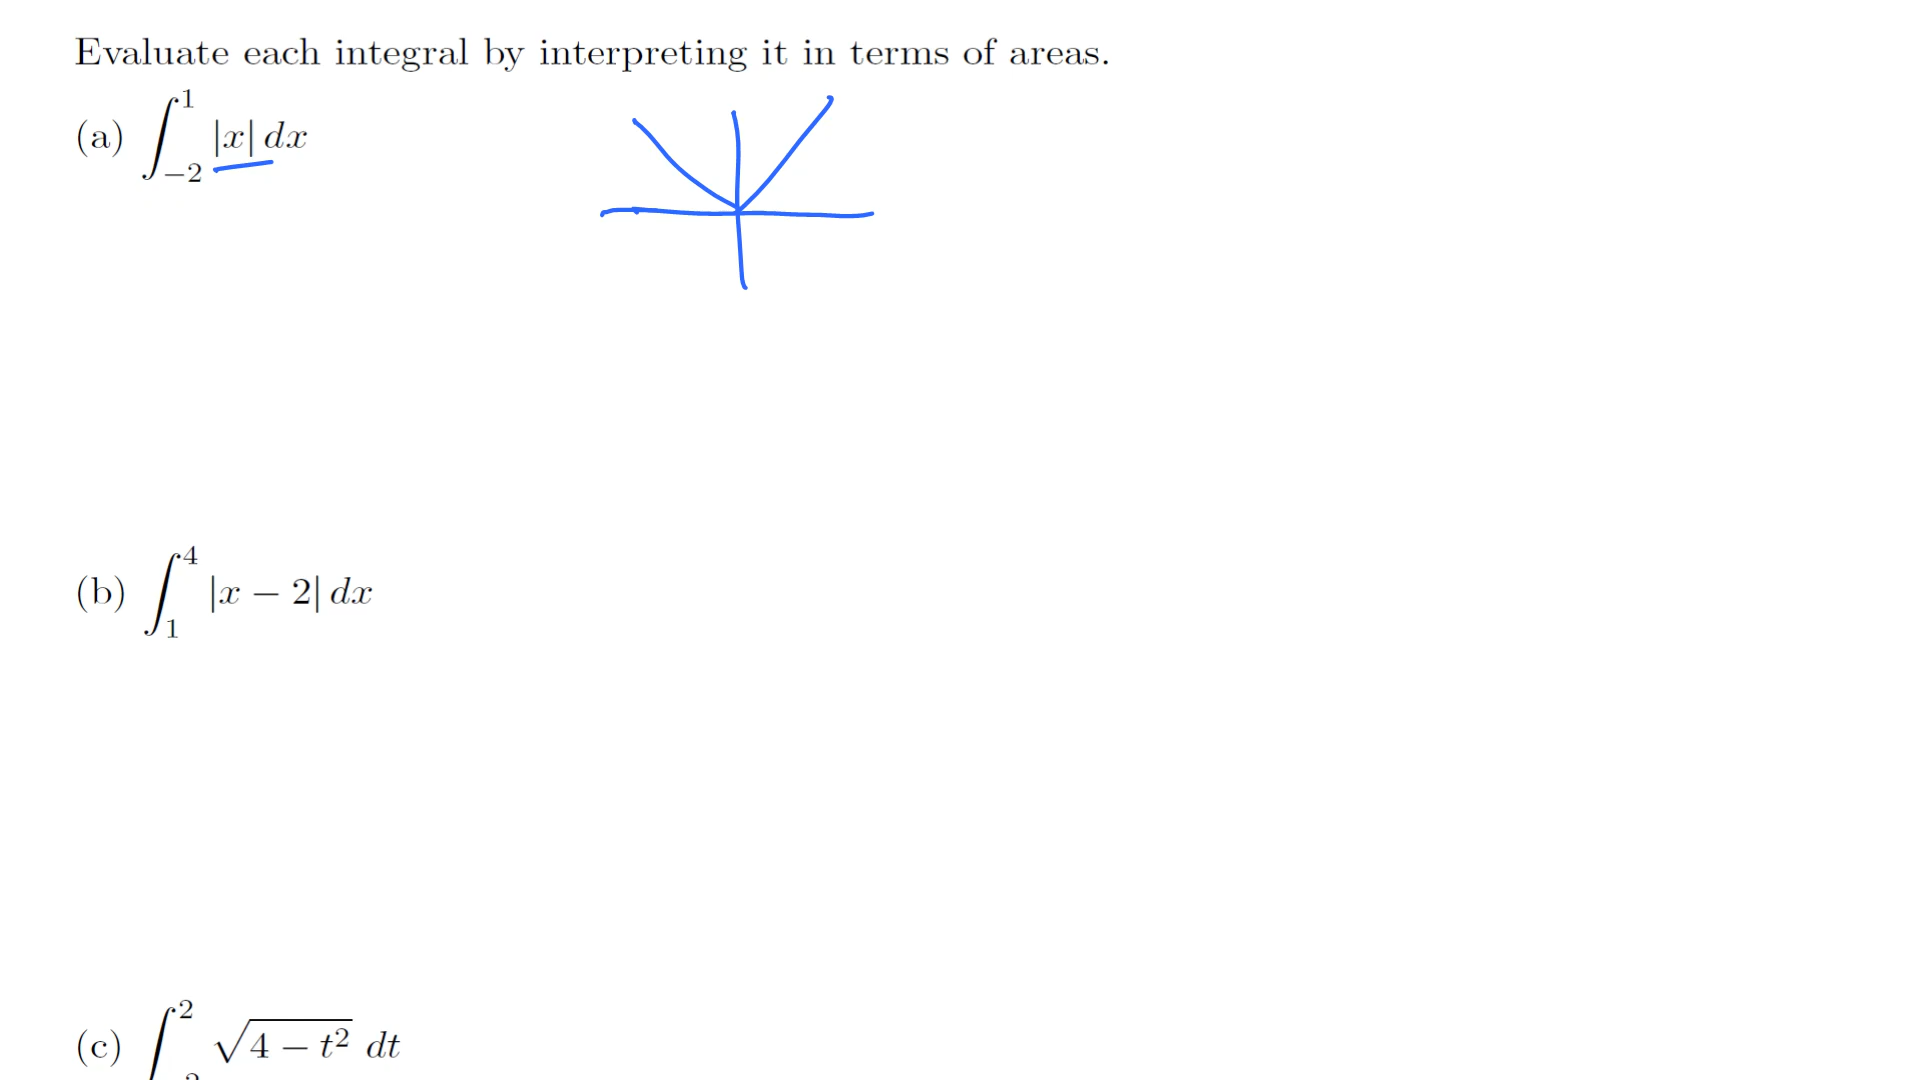 Evaluate each integral by interpreting it in terms of areas.
(a) ∫_{−2}^{1} |x| dx
(b) ∫_{1}^{4} |x − 2| dx
(c) ∫^{2} √(4 − t²) dt